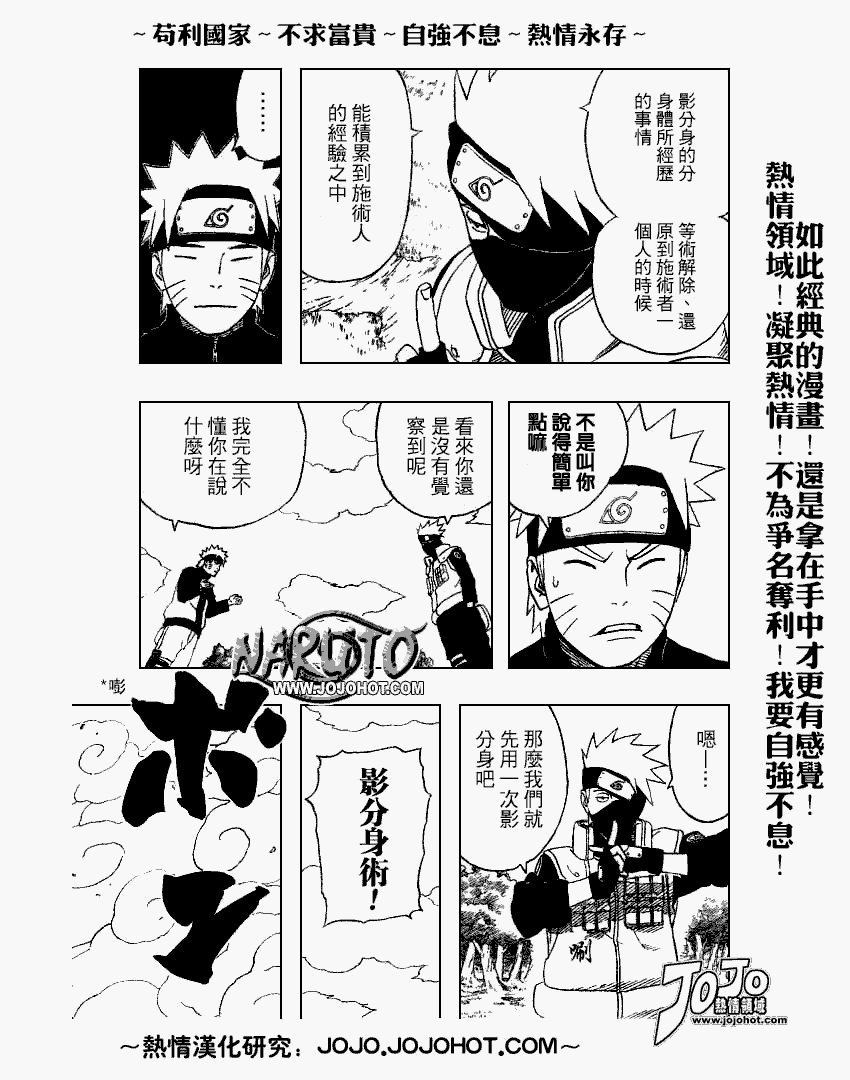 ~苟利國家~不求富貴~自強不息~熱情永存~
影分身的分
身體所經歷
的事情
等術解除、還
原到施術者一
個人的時候
能積累到施術人
的經驗之中
……
不是叫你
說得簡單
點嘛
看來你還
是沒有覺
察到呢
我完全不
懂你在說
什麼呀
NARUTO
WWW.JOJOHOT.COM
嗯—…
那麼我們就
先用一次影
分身吧
唰
影分身術！
*嘭
ボン
如此經典的漫畫！還是拿在手中才更有感覺！
熱情領域！凝聚熱情！不為爭名奪利！我要自強不息！
JOJO
熱情領域
www.jojohot.com
~熱情漢化研究：JOJO.JOJOHOT.COM~